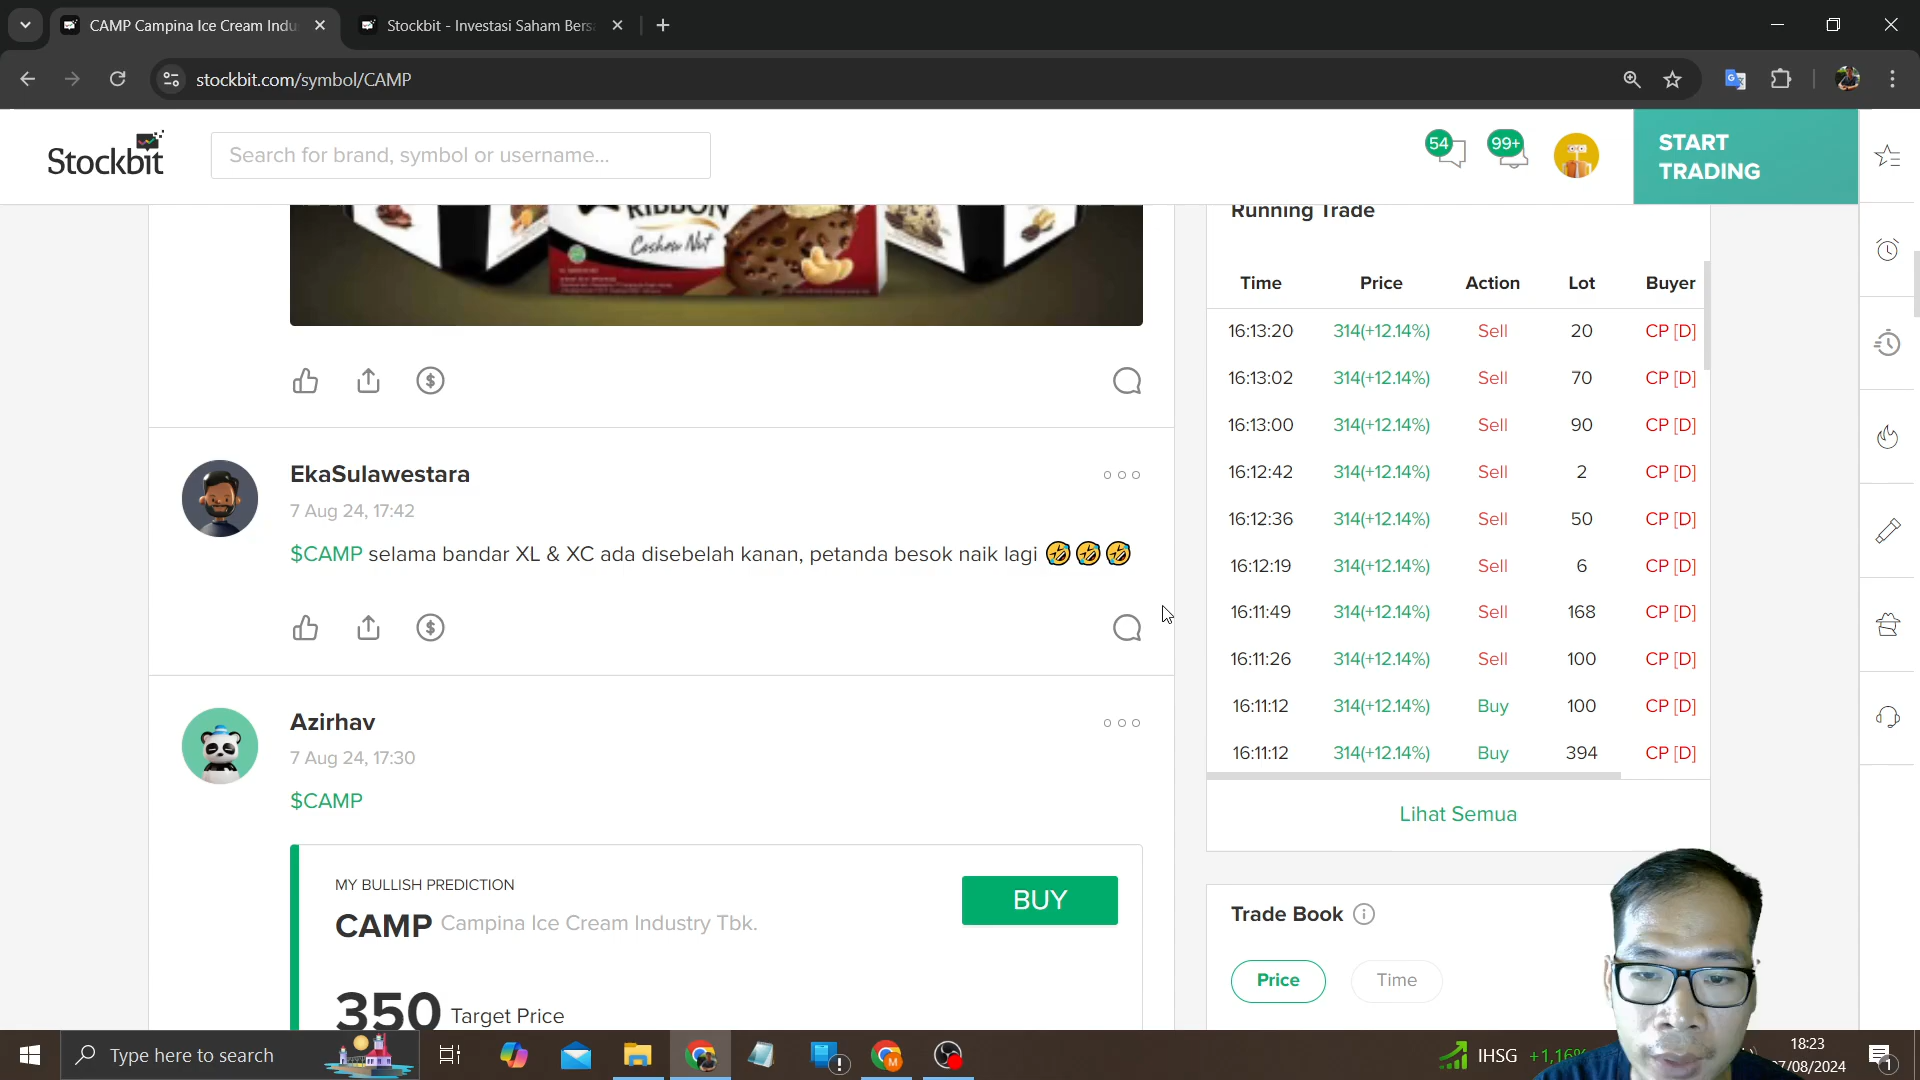 CAMP Campina Ice Cream Indu
Stockbit - Investasi Saham Bers
stockbit.com/symbol/CAMP
Stockbit
Search for brand, symbol or username...
54
99+
START
TRADING
RIBBON
Cashew Nut
EkaSulawestara
7 Aug 24, 17:42
$CAMP selama bandar XL & XC ada disebelah kanan, petanda besok naik lagi 🤣🤣🤣
Azirhav
7 Aug 24, 17:30
$CAMP
MY BULLISH PREDICTION
BUY
CAMP Campina Ice Cream Industry Tbk.
350 Target Price
Running Trade
Time Price Action Lot Buyer
16:13:20 314(+12.14%) Sell 20 CP [D]
16:13:02 314(+12.14%) Sell 70 CP [D]
16:13:00 314(+12.14%) Sell 90 CP [D]
16:12:42 314(+12.14%) Sell 2 CP [D]
16:12:36 314(+12.14%) Sell 50 CP [D]
16:12:19 314(+12.14%) Sell 6 CP [D]
16:11:49 314(+12.14%) Sell 168 CP [D]
16:11:26 314(+12.14%) Sell 100 CP [D]
16:11:12 314(+12.14%) Buy 100 CP [D]
16:11:12 314(+12.14%) Buy 394 CP [D]
Lihat Semua
Trade Book
Price Time
Type here to search
IHSG +1,16%
18:23
7/08/2024
1